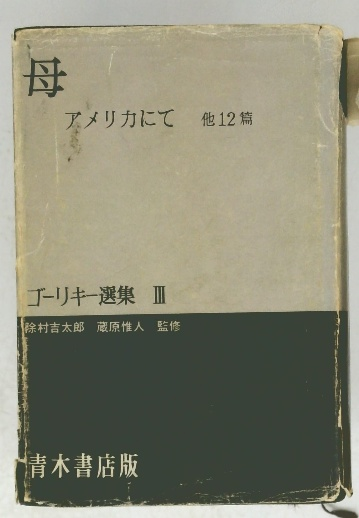 母
アメリカにて 他12篇
ゴーリキー選集 Ⅲ
除村吉太郎 蔵原惟人 監修
青木書店版